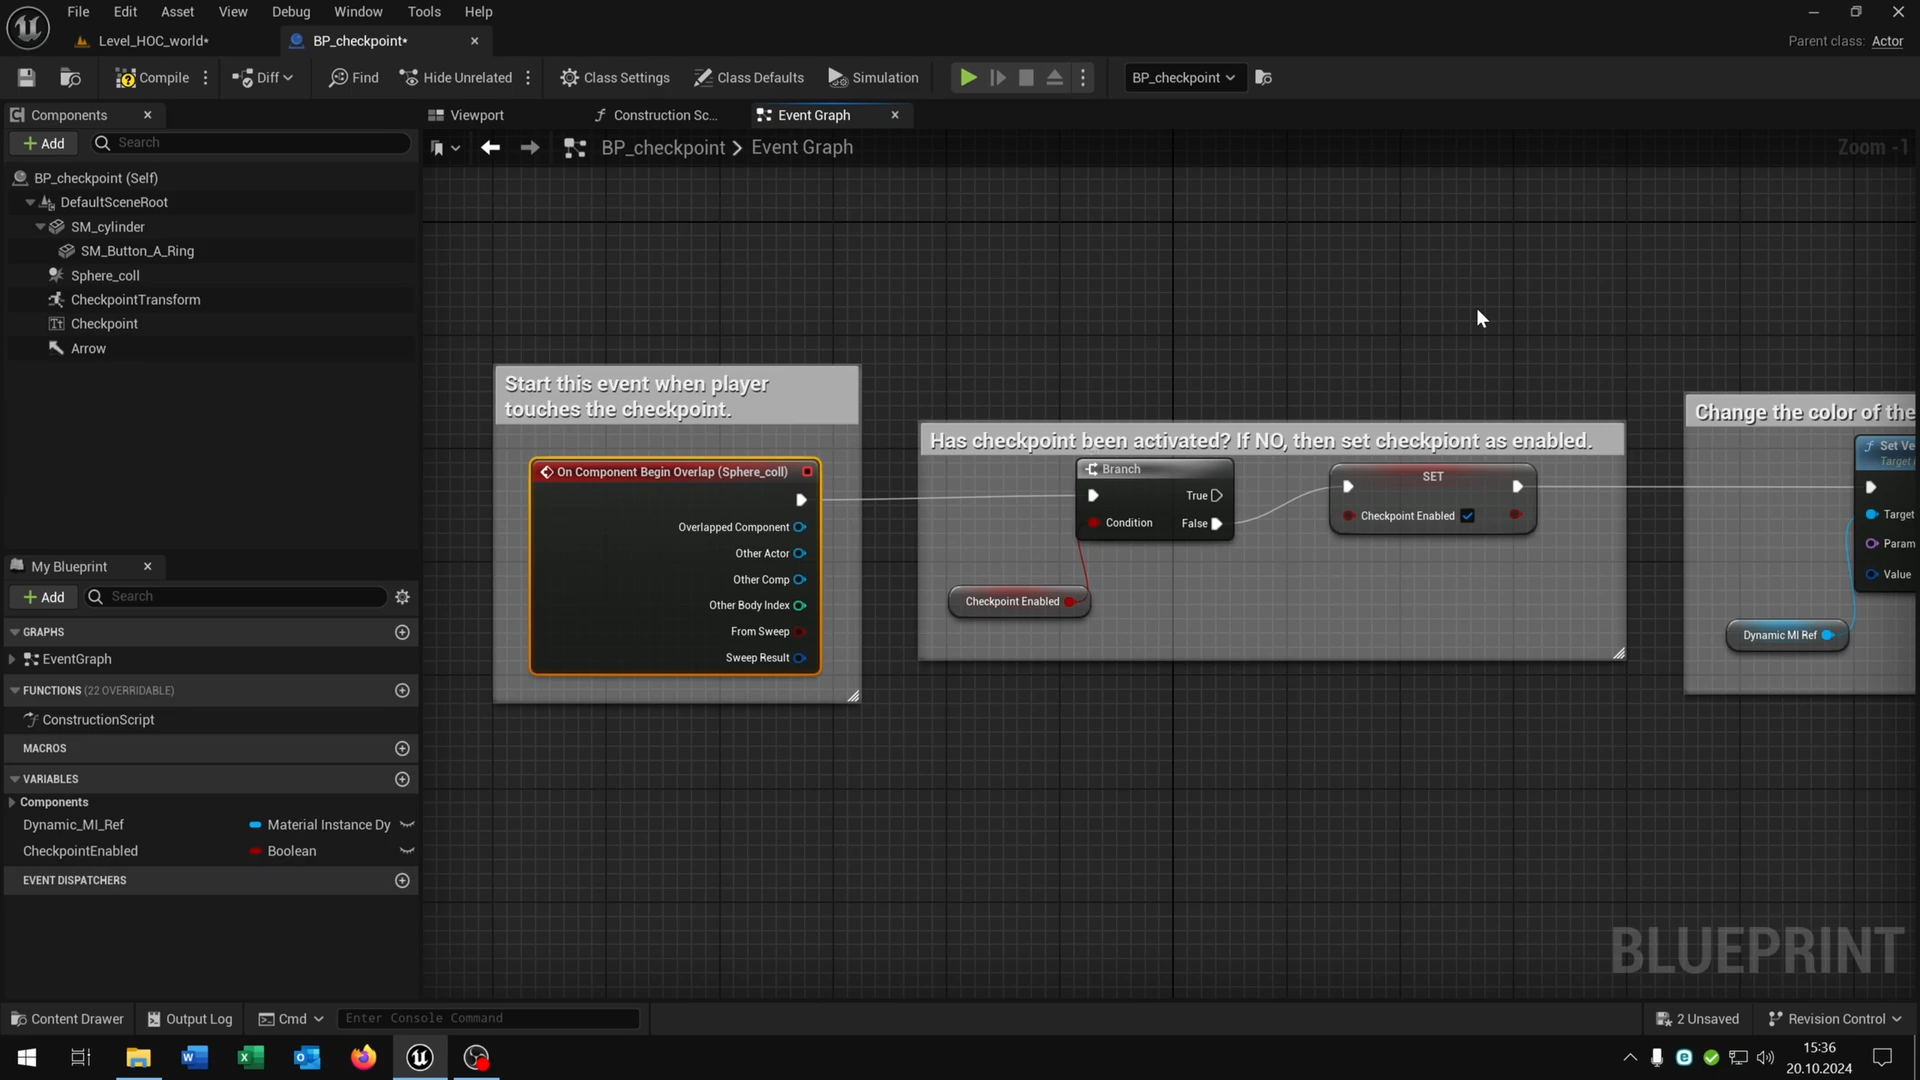 File Edit Asset View Debug Window Tools Help
Level_HOC_world*
BP_checkpoint*
Parent class: Actor
Compile
Diff
Find
Hide Unrelated
Class Settings
Class Defaults
Simulation
BP_checkpoint
Components
Add
Search
BP_checkpoint (Self)
DefaultSceneRoot
SM_cylinder
SM_Button_A_Ring
Sphere_coll
CheckpointTransform
Checkpoint
Arrow
My Blueprint
Add
Search
GRAPHS
EventGraph
FUNCTIONS (22 OVERRIDABLE)
ConstructionScript
MACROS
VARIABLES
Components
Dynamic_MI_Ref Material Instance Dy
CheckpointEnabled Boolean
EVENT DISPATCHERS
Viewport
Construction Sc...
Event Graph
BP_checkpoint > Event Graph
Zoom -1
Start this event when player
touches the checkpoint.
On Component Begin Overlap (Sphere_coll)
Overlapped Component
Other Actor
Other Comp
Other Body Index
From Sweep
Sweep Result
Has checkpoint been activated? If NO, then set checkpiont as enabled.
Branch
True
Condition
False
Checkpoint Enabled
SET
Checkpoint Enabled
Change the color of the
Set Ve
Target
Target
Param
Value
Dynamic MI Ref
BLUEPRINT
Content Drawer
Output Log
Cmd
Enter Console Command
2 Unsaved
Revision Control
15:36
20.10.2024